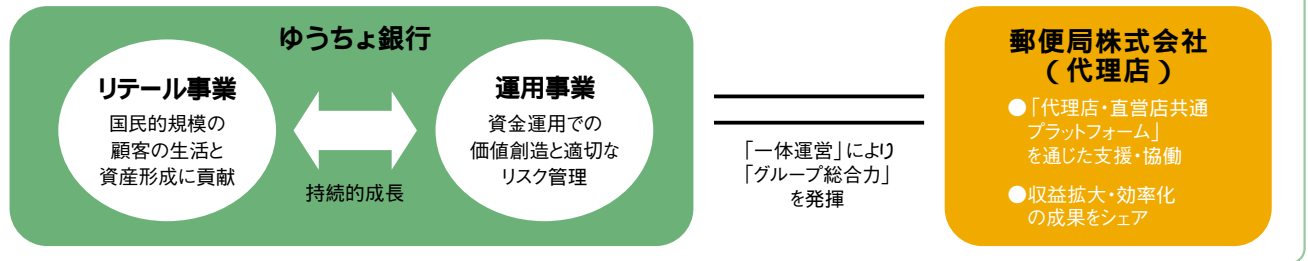 ゆうちょ銀行
リテール事業
国民的規模の
顧客の生活と
資産形成に貢献
持続的成長
運用事業
資金運用での
価値創造と適切な
リスク管理
「一体運営」により
「グループ総合力」
を発揮
郵便局株式会社
（代理店）
●「代理店・直営店共通
プラットフォーム」
を通じた支援・協働
●収益拡大・効率化
の成果をシェア